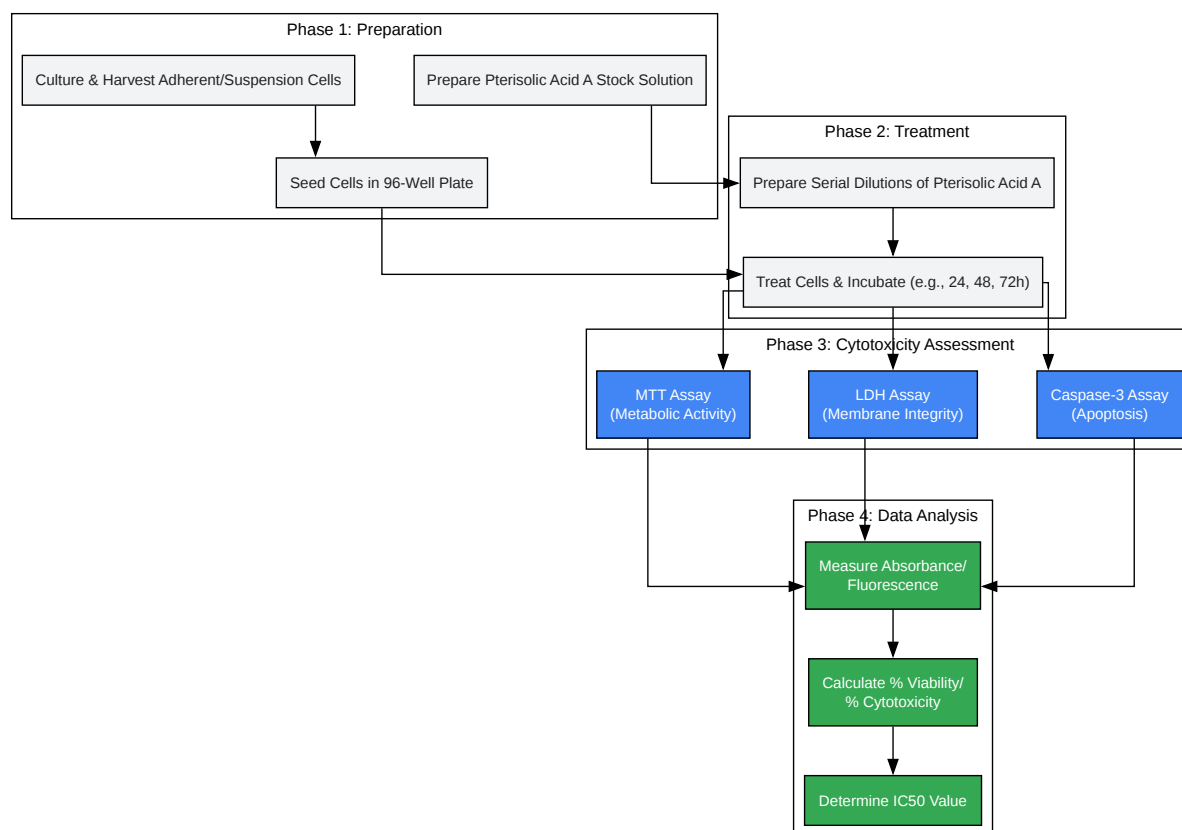 Phase 1: Preparation
Culture & Harvest Adherent/Suspension Cells
Prepare Pterisolic Acid A Stock Solution
Seed Cells in 96-Well Plate
Phase 2: Treatment
Prepare Serial Dilutions of Pterisolic Acid A
Treat Cells & Incubate (e.g., 24, 48, 72h)
Phase 3: Cytotoxicity Assessment
MTT Assay
(Metabolic Activity)
LDH Assay
(Membrane Integrity)
Caspase-3 Assay
(Apoptosis)
Phase 4: Data Analysis
Measure Absorbance/
Fluorescence
Calculate % Viability/
% Cytotoxicity
Determine IC50 Value